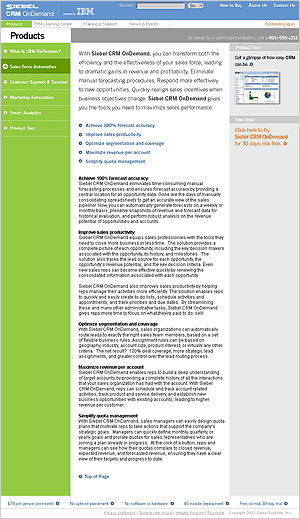 SIEBEL
CRM OnDemand
IBM
Search
Go
How to Buy
About Us
Home
Products
CRM Learning Center
Training & Support
News & Events
Customer Login
Products
To speak to a sales representative, call 1-800-555-1212
What is CRM OnDemand?
Sales Force Automation
Customer Support & Services
Marketing Automation
Smart Analytics
Product Tour
With Siebel CRM OnDemand, you can transform both the
efficiency and the effectiveness of your sales force, leading
to dramatic gains in revenue and profitability. Eliminate
manual forecasting procedures. Respond more effectively
to new opportunities. Quickly realign sales incentives when
business objectives change. Siebel CRM OnDemand gives
you the tools you need to maximize sales performance.
Achieve 100% forecast accuracy
Improve sales productivity
Optimize segmentation and coverage
Maximize revenue per account
Simplify quota management
Product Tour
Get a glimpse of how easy CRM
can be.
Free Trial
Click here to try
Siebel CRM OnDemand
for 30 days, risk free.
Achieve 100% forecast accuracy
Siebel CRM OnDemand eliminates time-consuming manual
forecasting processes and ensures forecast accuracy by providing a
central location for all opportunity data. Gone are the days of manually
consolidating spreadsheets to get an accurate view of the sales
pipeline! Now, you can automatically generate forecasts on a weekly or
monthly basis, preserve snapshots of revenue and forecast data for
historical evaluation, and perform robust analysis on the revenue
potential of opportunities and accounts.
Improve sales productivity
Siebel CRM OnDemand equips sales professionals with the tools they
need to close more business in less time. The solution provides a
complete picture of each opportunity, including the key decision makers
associated with the opportunity, its history, and milestones. The
solution also tracks the lead source for each opportunity, the
opportunity's revenue potential, and the key decision criteria. Even
new sales reps can become effective quickly by reviewing the
consolidated information associated with each opportunity.
Siebel CRM OnDemand also improves sales productivity by helping
reps manage their activities more efficiently. The solution enables reps
to quickly and easily create to-do lists, schedule activities and
appointments, and track priorities and due dates. By streamlining
these and many other administrative tasks, Siebel CRM OnDemand
gives reps more time to focus on what they're paid to do: sell!
Optimize segmentation and coverage
With Siebel CRM OnDemand, sales organizations can automatically
route leads to exactly the right sales team members, based on a set
of flexible business rules. Assignment rules can be based on
geography, industry, account size, product interest, or virtually any other
criteria. The net result? 100% deal coverage, more strategic lead
assignments, and greater control over the lead routing process.
Maximize revenue per account
Siebel CRM OnDemand enables reps to build a deep understanding
of target accounts by providing a complete history of all the interactions
that your sales organization has had with the account. With Siebel CRM
OnDemand, reps can schedule and track account related
activities, track product and service delivery, and establish new
business opportunities with existing accounts, leading to higher
revenue per customer.
Simplify quota management
With Siebel CRM OnDemand, sales managers can easily design quota
plans that motivate reps to take actions that support the company's
strategic goals. Managers can quickly define monthly, quarterly, or
yearly goals and prorate quotas for sales representatives who are
joining a plan already in progress. At the click of a button, reps and
managers can see how their quotas compare to closed revenue,
expected revenue, and forecasted revenue, ensuring they have a clear
view of their targets and progress to date.
Top of Page
$70 per person per month
No upfront investment
No software or hardware
45-minute deployment
Free, no-risk 30-day trial
Privacy Statement | Terms of use | Affiliate Program | Feedback
Copyright 2003 Siebel Systems, Inc.